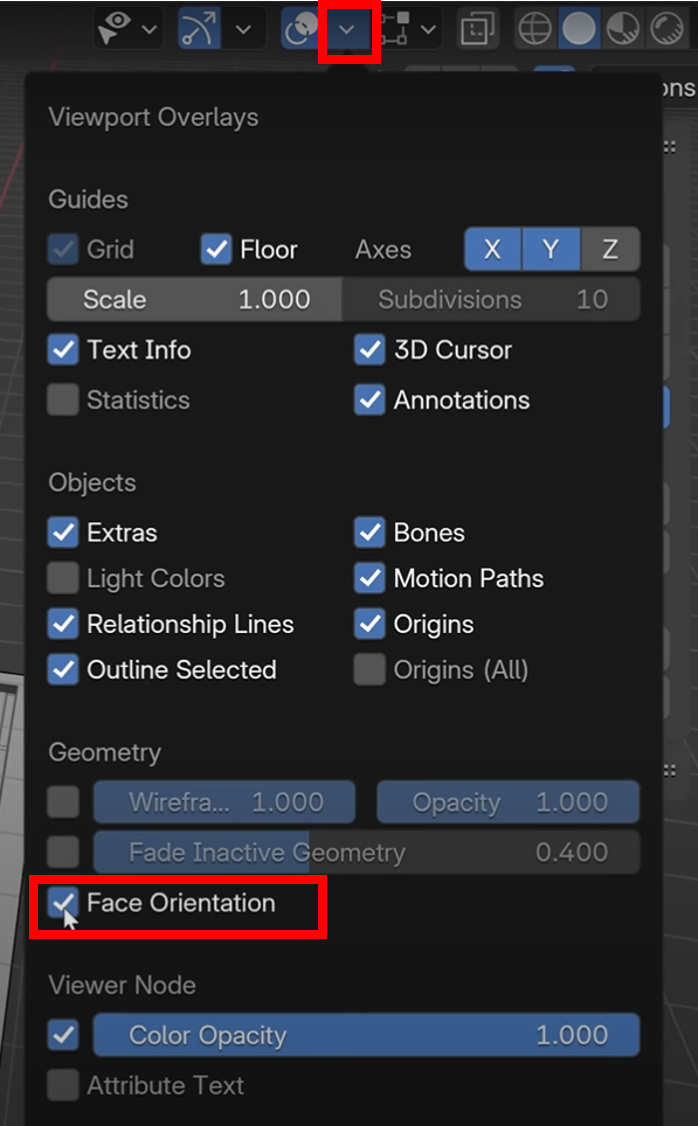 ons
Viewport Overlays
Guides
Grid Floor Axes X Y Z
Scale 1.000 Subdivisions 10
Text Info 3D Cursor
Statistics Annotations
Objects
Extras Bones
Light Colors Motion Paths
Relationship Lines Origins
Outline Selected Origins (All)
Geometry
Wirefra... 1.000 Opacity 1.000
Fade Inactive Geometry 0.400
Face Orientation
Viewer Node
Color Opacity 1.000
Attribute Text